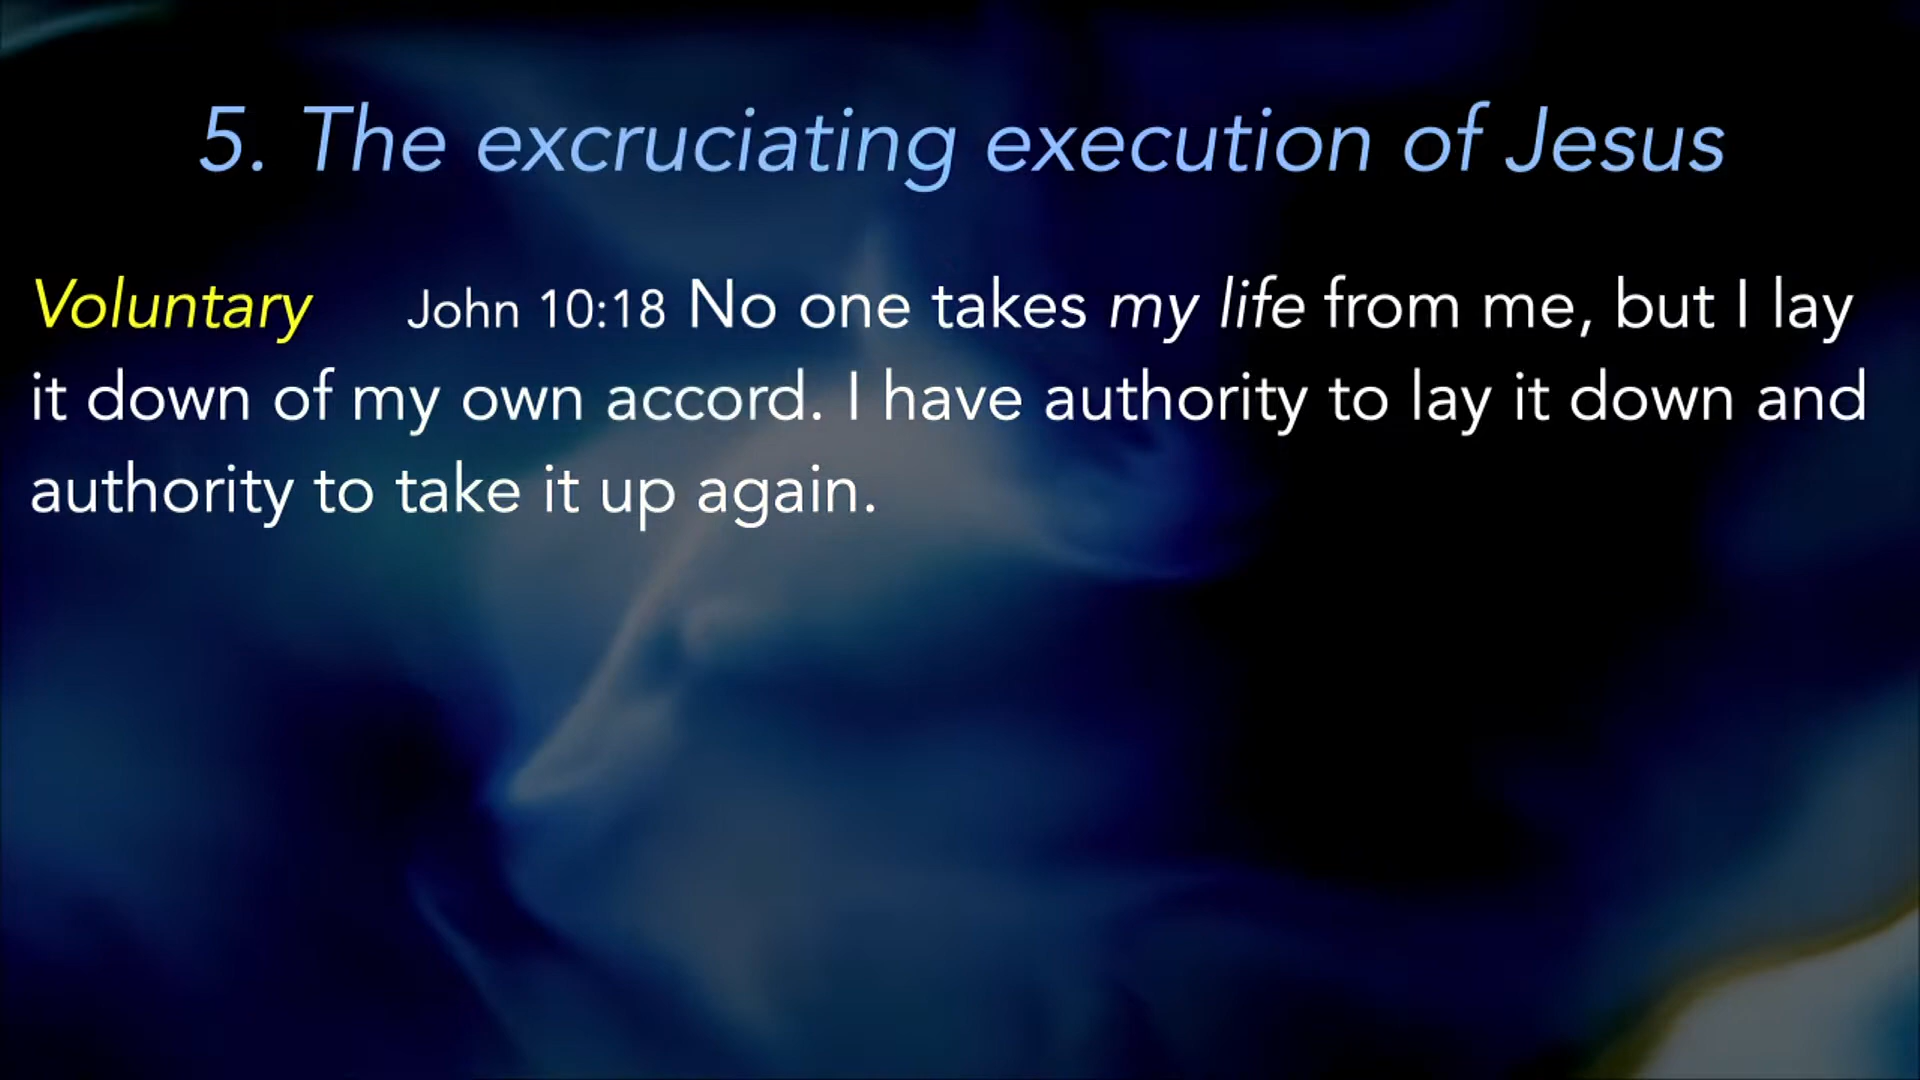 5. The excruciating execution of Jesus
Voluntary John 10:18 No one takes my life from me, but I lay
it down of my own accord. I have authority to lay it down and
authority to take it up again.